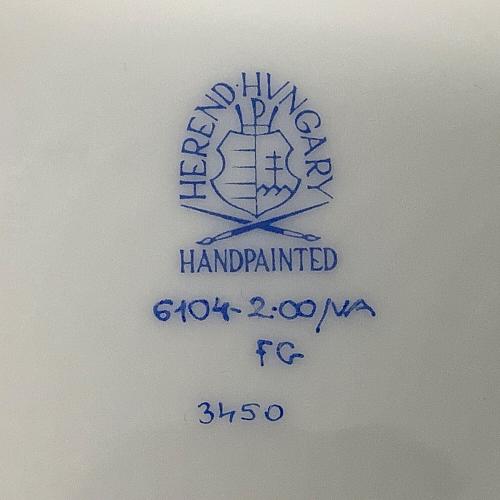 HEREND·HUNGARY
P
HANDPAINTED
6104-2·00/VA
FG
3450